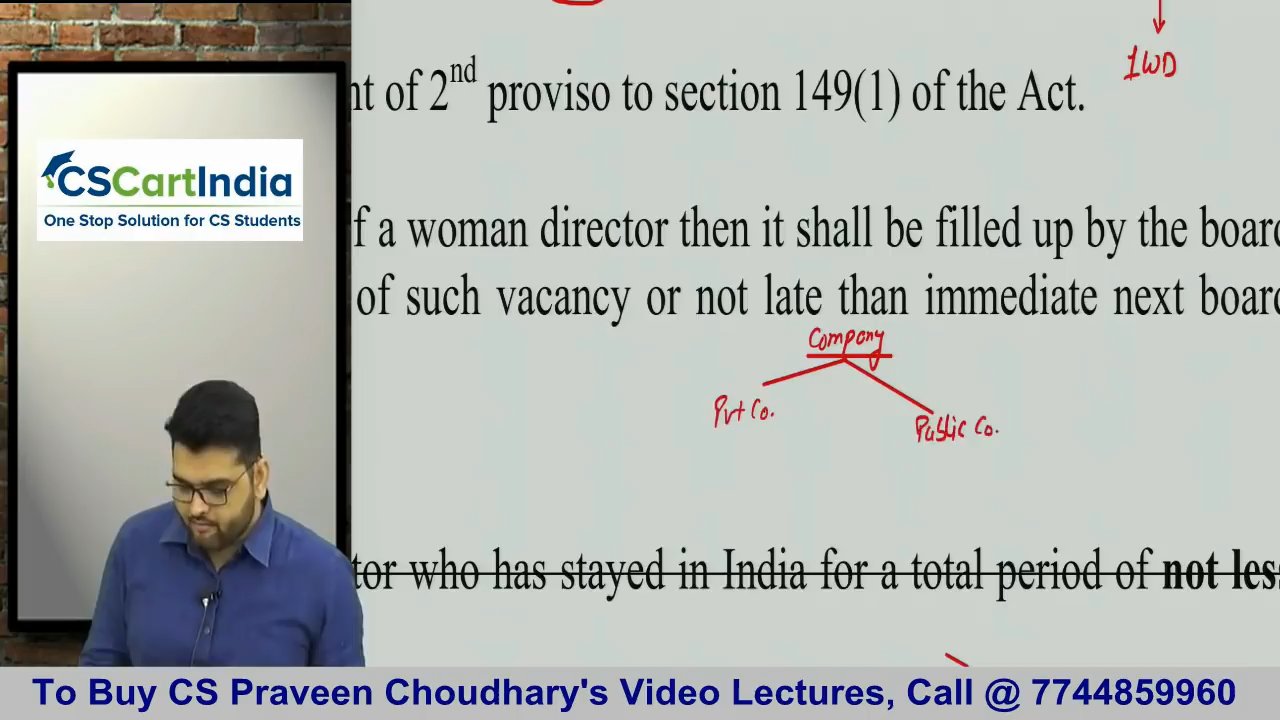 1WD
nt of 2nd proviso to section 149(1) of the Act.
CSCartIndia
One Stop Solution for CS Students
f a woman director then it shall be filled up by the board
of such vacancy or not late than immediate next board
Company
Pvt Co.
Public Co.
tor who has stayed in India for a total period of not less
To Buy CS Praveen Choudhary's Video Lectures, Call @ 7744859960